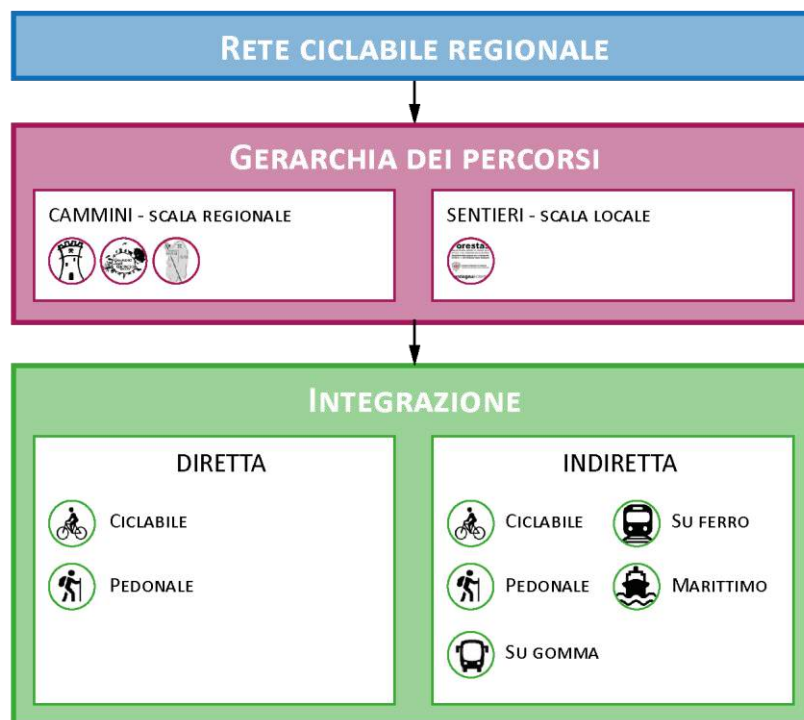 Rete ciclabile regionale
Gerarchia dei percorsi
CAMMINI - scala regionale
SENTIERI - scala locale
oresta
Integrazione
DIRETTA
INDIRETTA
Ciclabile
Pedonale
Ciclabile
Su ferro
Pedonale
Marittimo
Su gomma